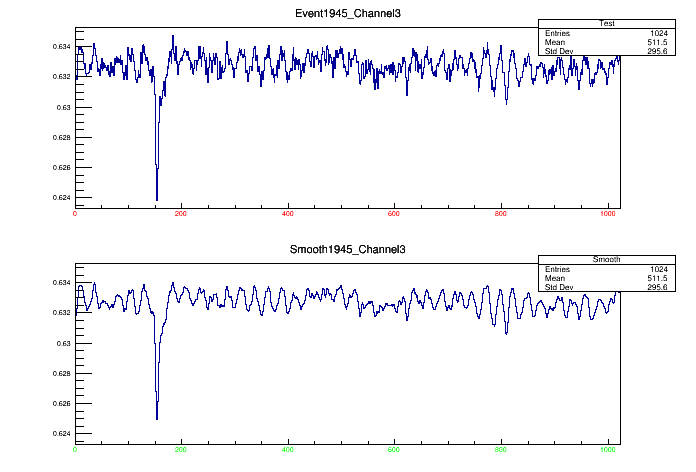 Event1945_Channel3
Test
Entries 1024
Mean 511.5
Std Dev 295.6
0.634
0.632
0.63
0.628
0.626
0.624
0 200 400 600 800 1000
Smooth1945_Channel3
Smooth
Entries 1024
Mean 511.5
Std Dev 295.6
0.634
0.632
0.63
0.628
0.626
0.624
0 200 400 600 800 1000